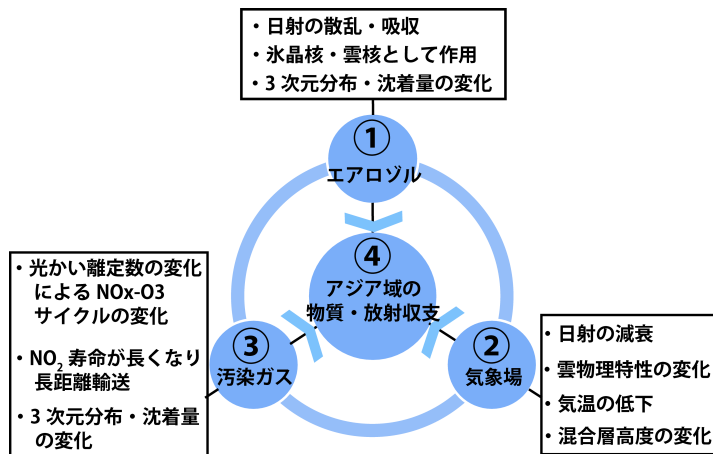 ・日射の散乱・吸収
・氷晶核・雲核として作用
・3次元分布・沈着量の変化
①
エアロゾル
④
アジア域の
物質・放射収支
・光かい離定数の変化
によるNOx-O3
サイクルの変化
・NO₂寿命が長くなり
長距離輸送
・3次元分布・沈着量
の変化
③
汚染ガス
②
気象場
・日射の減衰
・雲物理特性の変化
・気温の低下
・混合層高度の変化